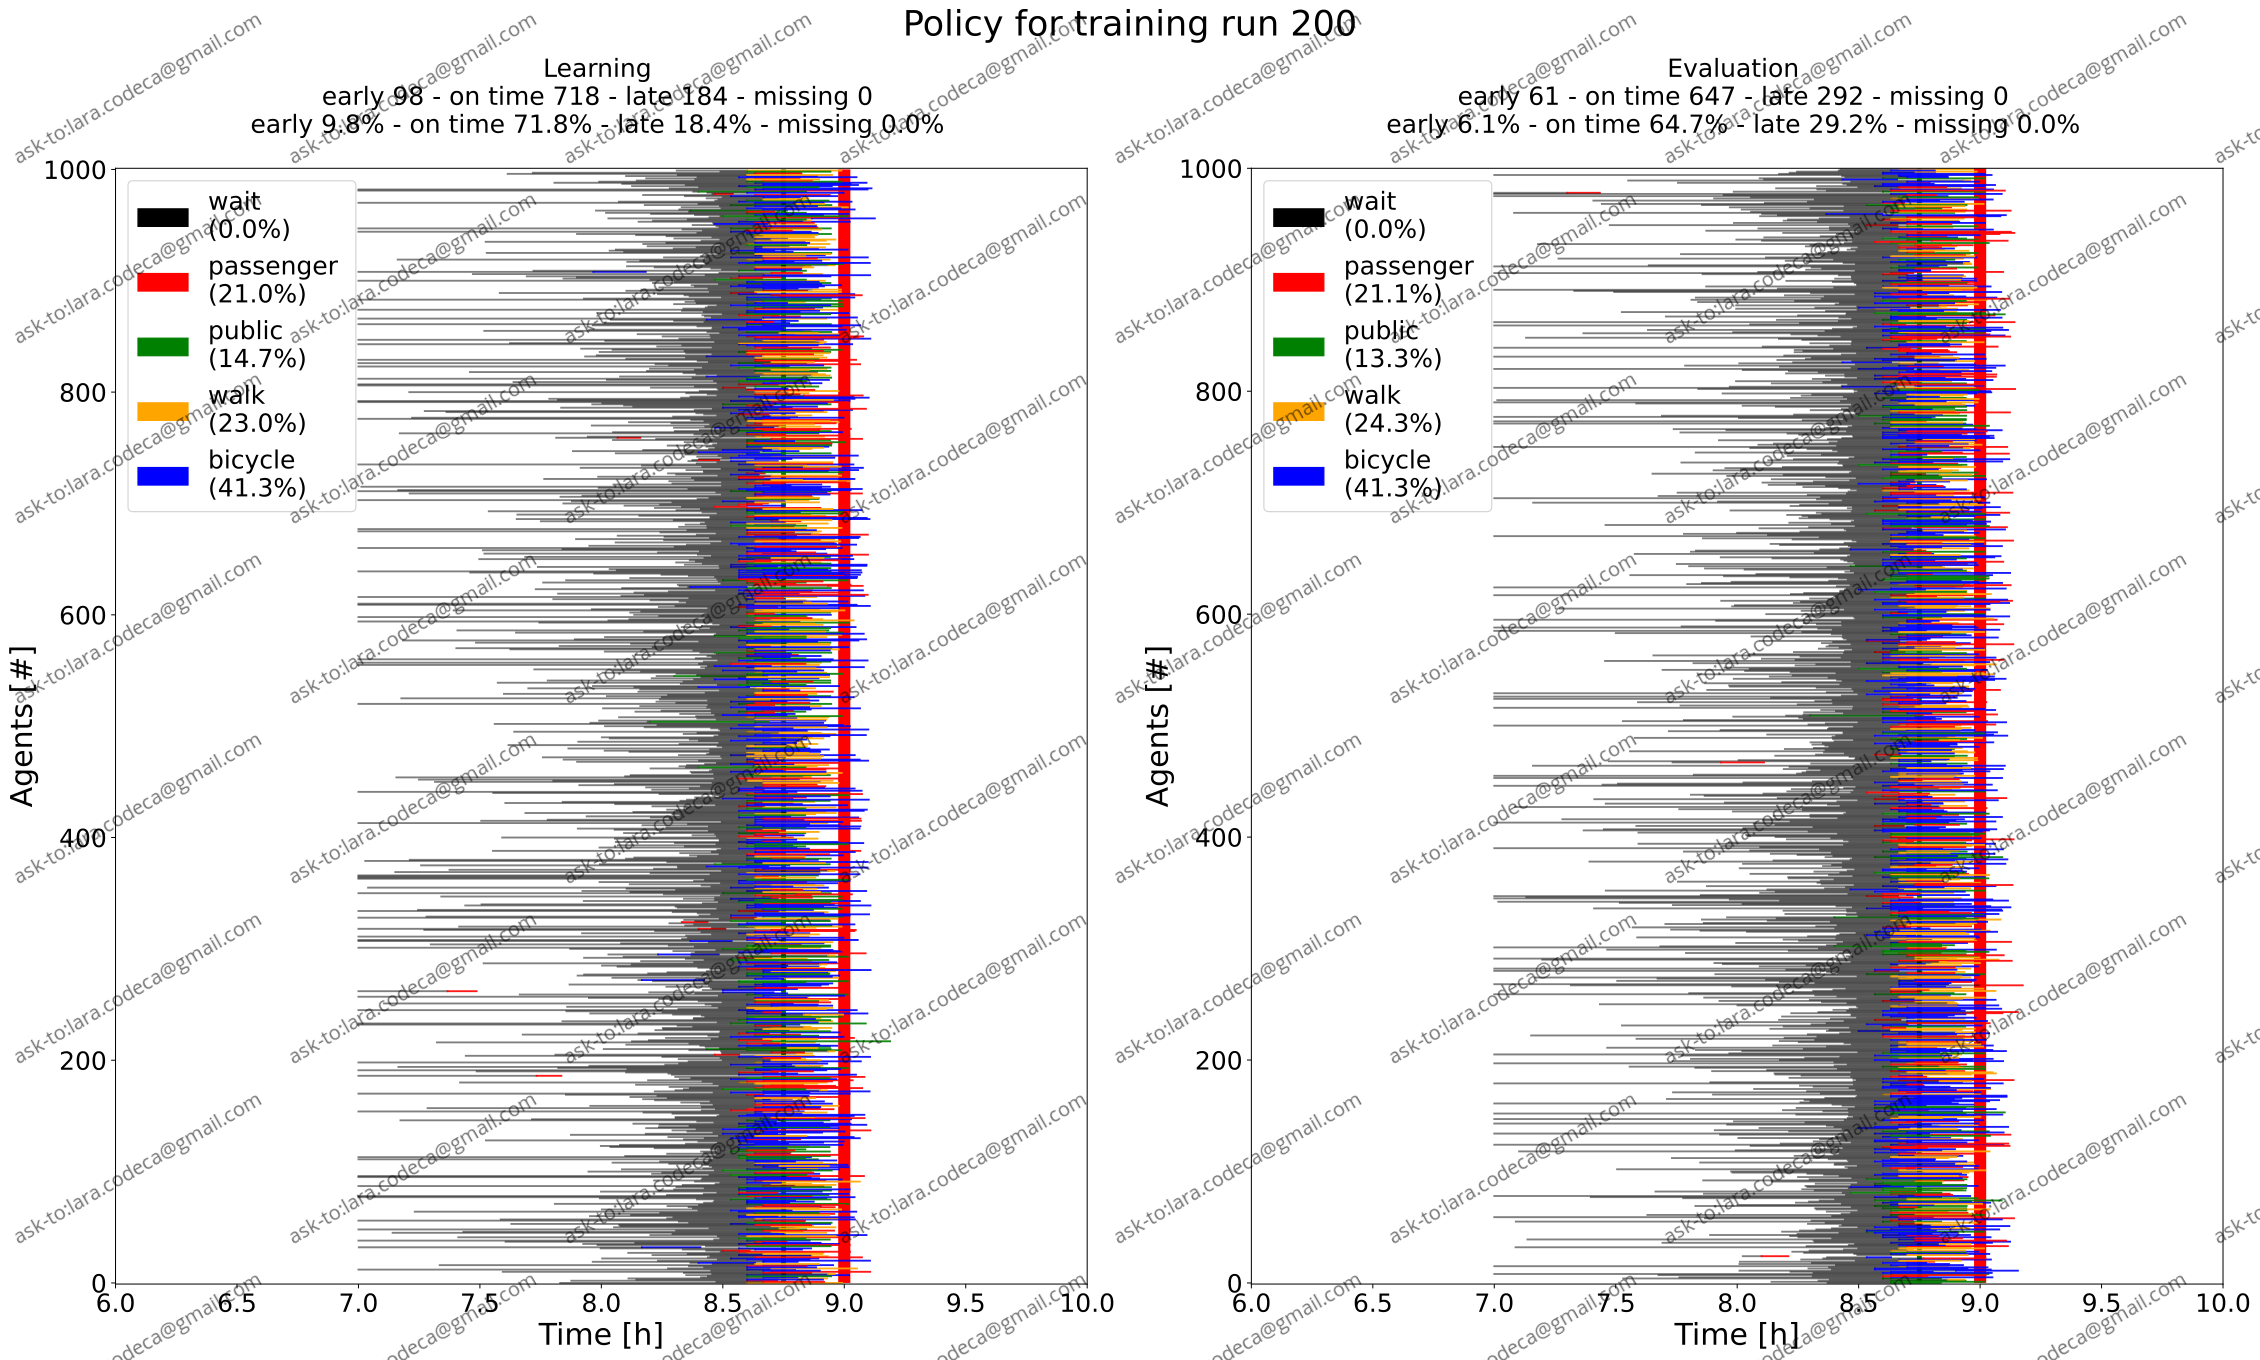 Policy for training run 200
Learning
early 98 - on time 718 - late 184 - missing 0
early 9.8% - on time 71.8% - late 18.4% - missing 0.0%
1000
800
600
400
200
0
Agents [#]
wait
(0.0%)
passenger
(21.0%)
public
(14.7%)
walk
(23.0%)
bicycle
(41.3%)
6.0 6.5 7.0 7.5 8.0 8.5 9.0 9.5 10.0
Time [h]
Evaluation
early 61 - on time 647 - late 292 - missing 0
early 6.1% - on time 64.7% - late 29.2% - missing 0.0%
1000
800
600
400
200
0
Agents [#]
wait
(0.0%)
passenger
(21.1%)
public
(13.3%)
walk
(24.3%)
bicycle
(41.3%)
6.0 6.5 7.0 7.5 8.0 8.5 9.0 9.5 10.0
Time [h]
ask-to:lara.codeca@gmail.com